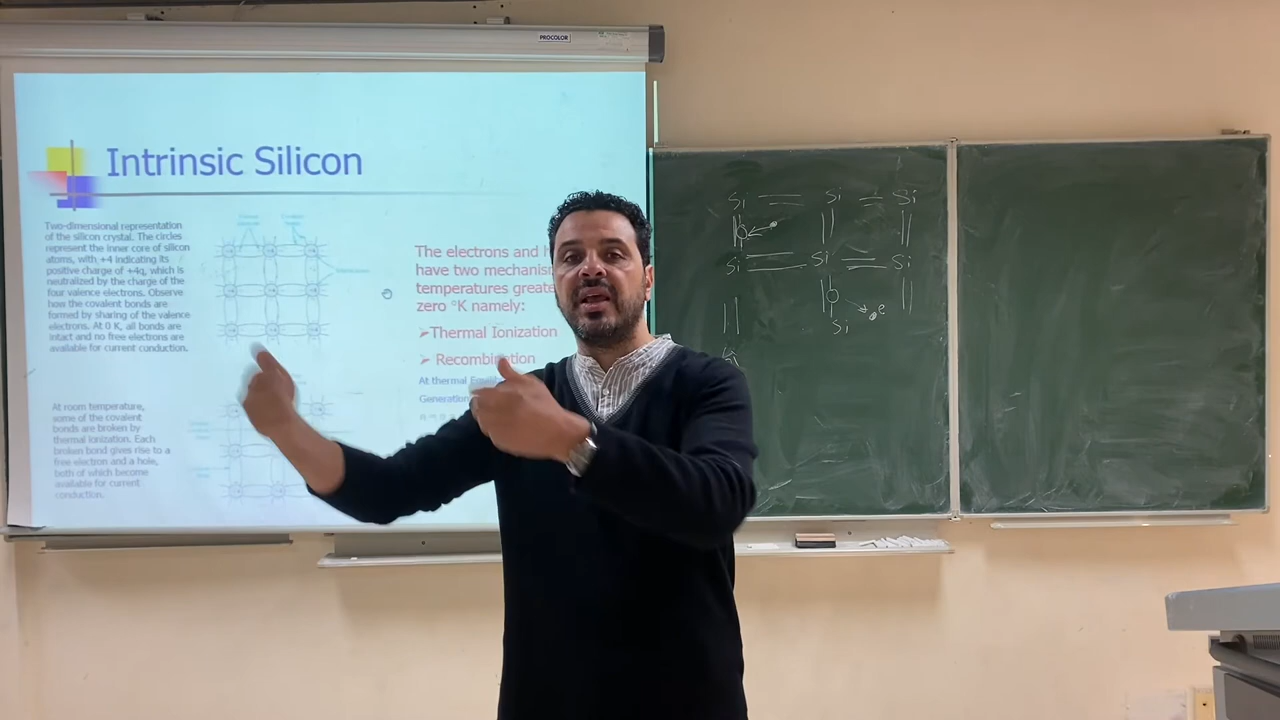 PROCOLOR
Intrinsic Silicon
Two-dimensional representation
of the silicon crystal. The circles
represent the inner core of silicon
atoms, with +4 indicating its
positive charge of +4q, which is
neutralized by the charge of the
four valence electrons. Observe
how the covalent bonds are
formed by sharing of the valence
electrons. At 0 K, all bonds are
intact and no free electrons are
available for current conduction.
The electrons and
have two mechanism
temperatures greate
zero °K namely:
➢Thermal Ionization
➢ Recombination
At thermal
Generation
At room temperature,
some of the covalent
bonds are broken by
thermal ionization. Each
broken bond gives rise to a
free electron and a hole,
both of which become
available for current
conduction.
Si Si Si
Si Si Si
e
Si